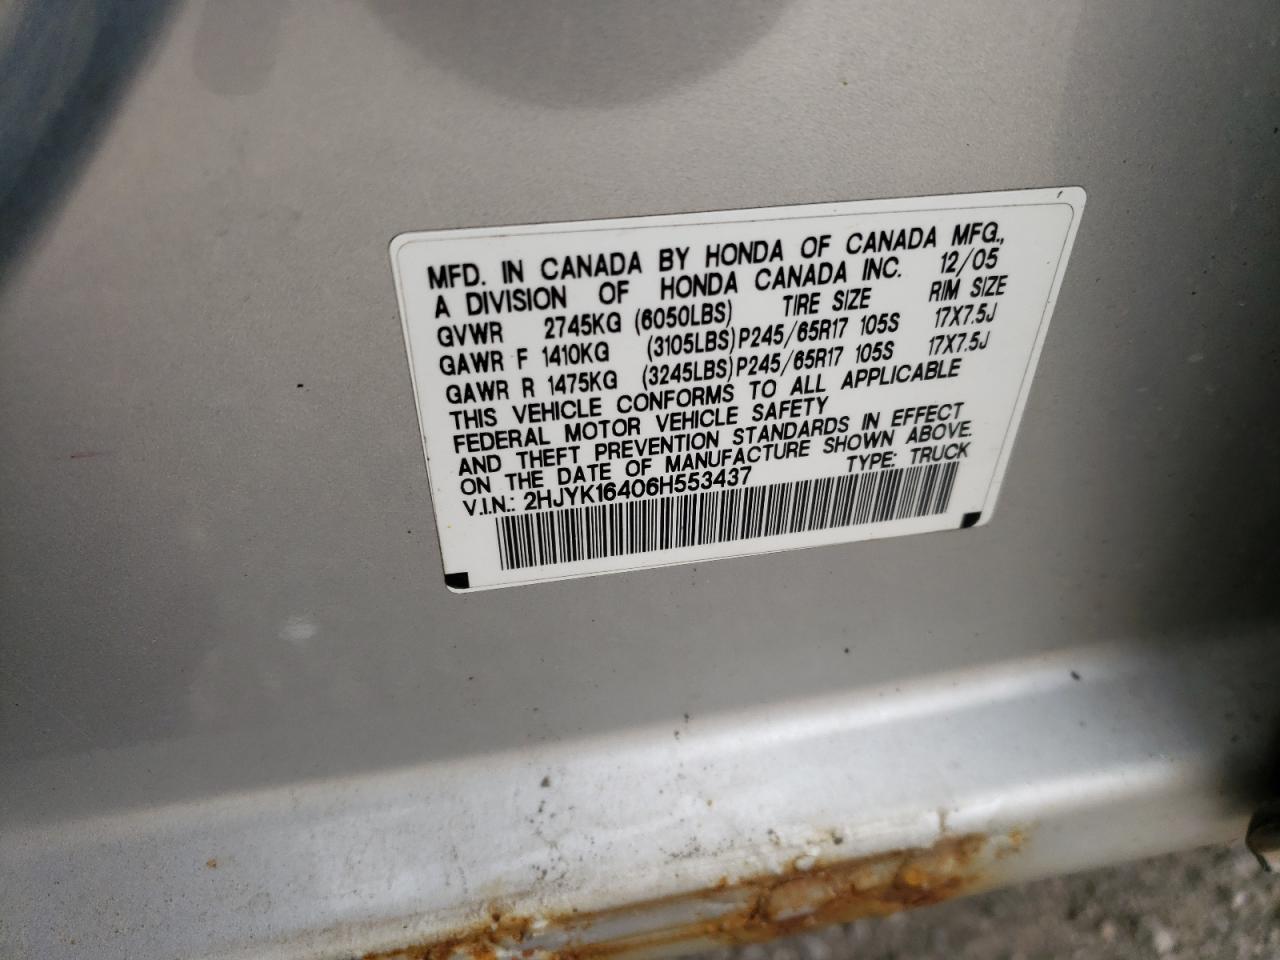 MFD. IN CANADA BY HONDA OF CANADA MFG.,
A DIVISION OF HONDA CANADA INC. 12/05
GVWR 2745KG (6050LBS) TIRE SIZE RIM SIZE
GAWR F 1410KG (3105LBS) P245/65R17 105S 17X7.5J
GAWR R 1475KG (3245LBS) P245/65R17 105S 17X7.5J
THIS VEHICLE CONFORMS TO ALL APPLICABLE
FEDERAL MOTOR VEHICLE SAFETY
AND THEFT PREVENTION STANDARDS IN EFFECT
ON THE DATE OF MANUFACTURE SHOWN ABOVE.
V.I.N.: 2HJYK16406H553437 TYPE: TRUCK